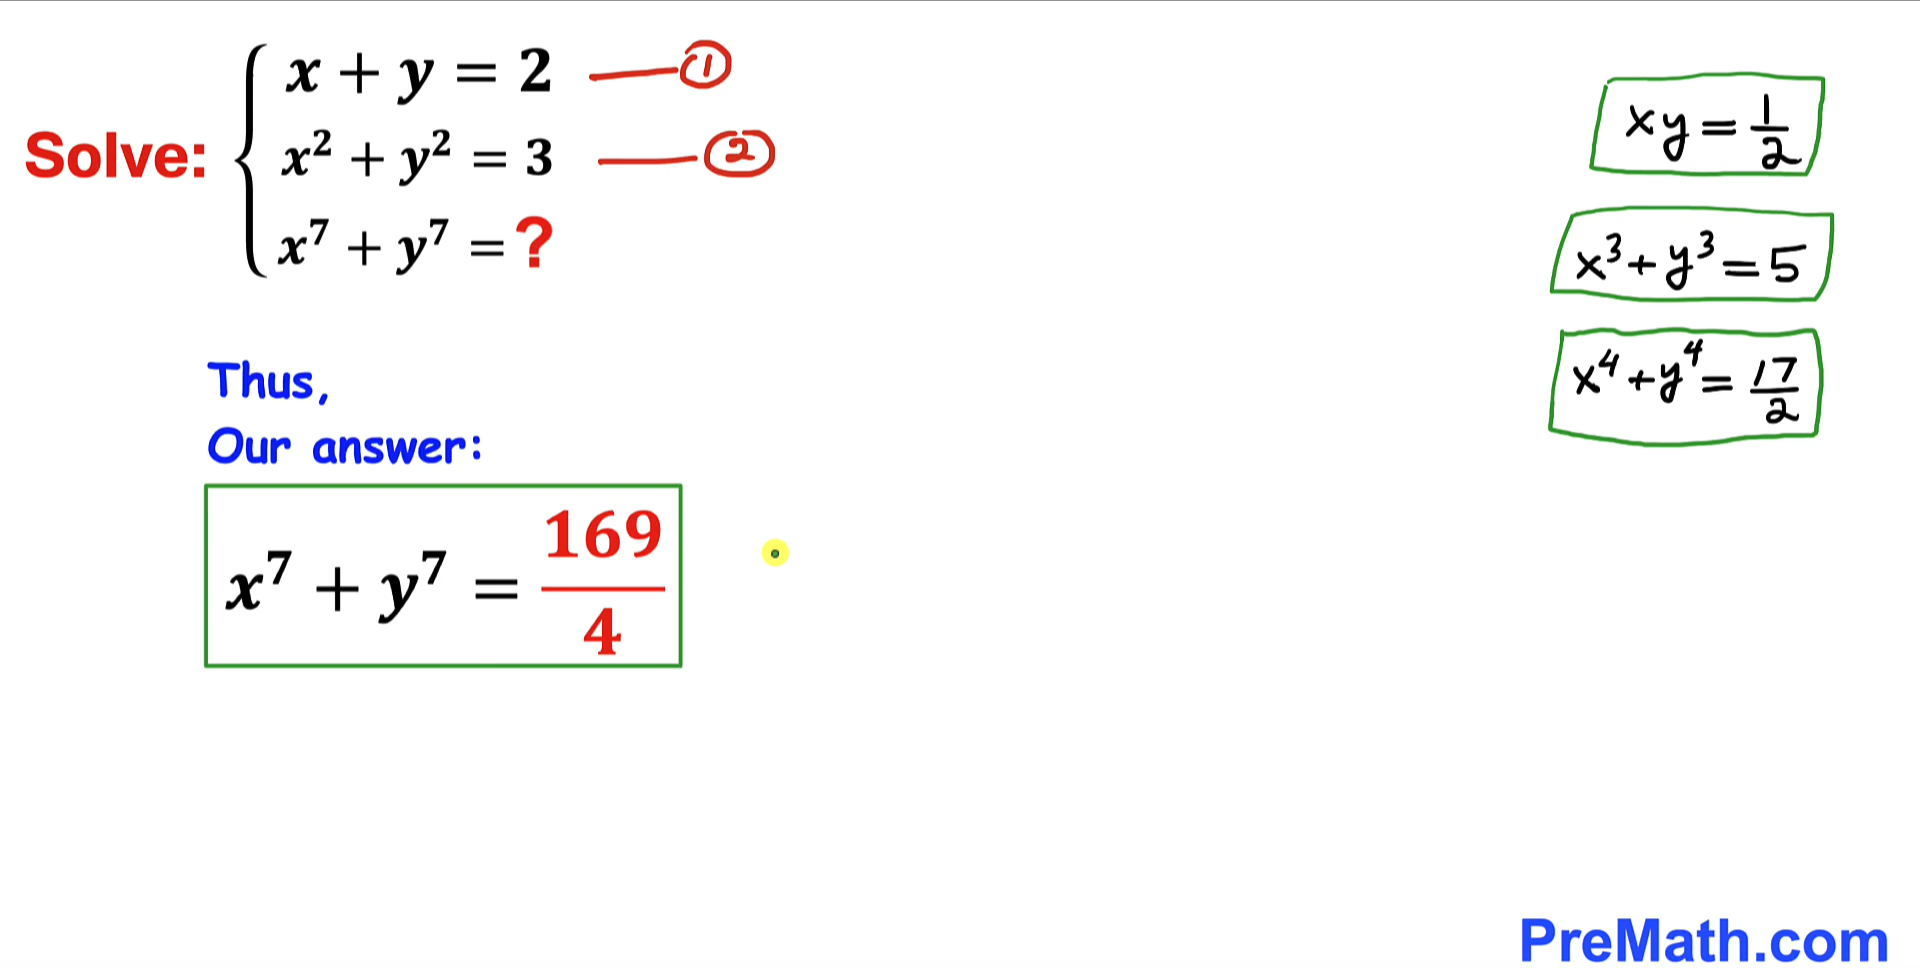 Solve:
x + y = 2 — ①
x² + y² = 3 — ②
x⁷ + y⁷ = ?
xy = 1/2
x³ + y³ = 5
x⁴ + y⁴ = 17/2
Thus,
Our answer:
x⁷ + y⁷ = 169/4
PreMath.com